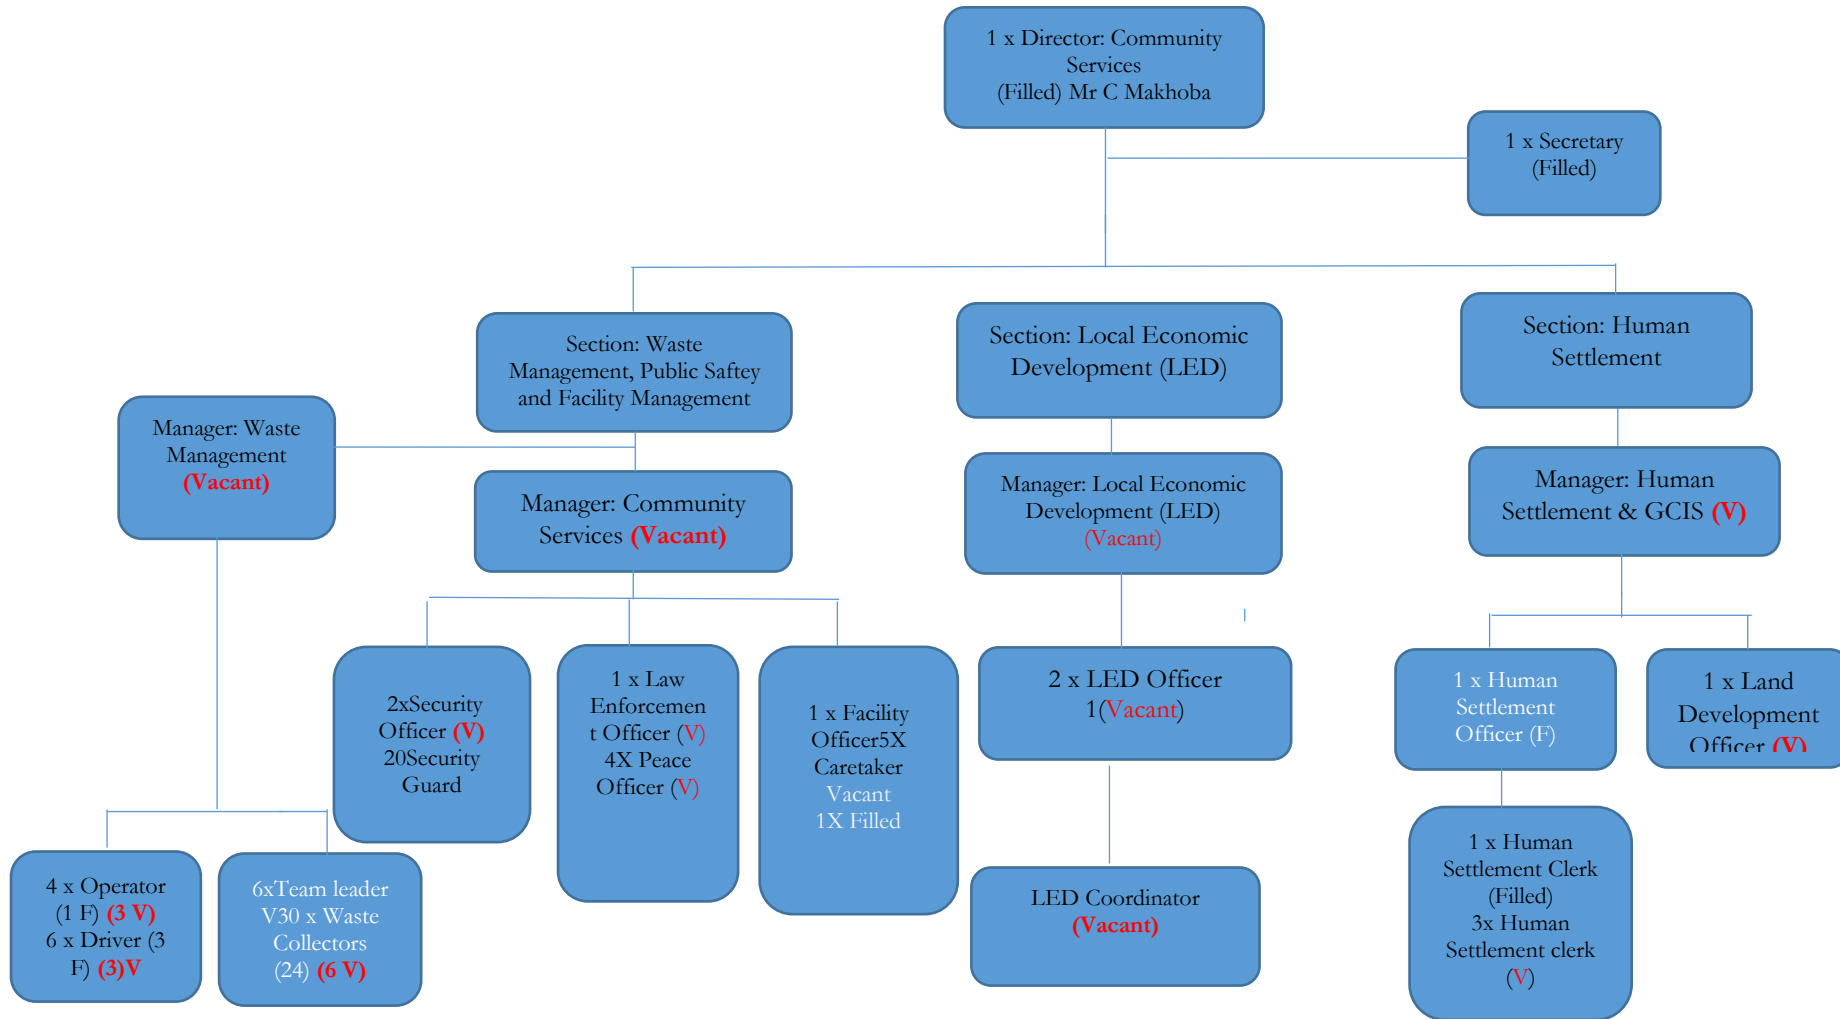 1 x Director: Community
Services
(Filled) Mr C Makhoba
1 x Secretary
(Filled)
Section: Waste
Management, Public Saftey
and Facility Management
Section: Local Economic
Development (LED)
Section: Human
Settlement
Manager: Waste
Management
(Vacant)
Manager: Community
Services (Vacant)
Manager: Local Economic
Development (LED)
(Vacant)
Manager: Human
Settlement & GCIS (V)
2xSecurity
Officer (V)
20Security
Guard
1 x Law
Enforcemen
t Officer (V)
4X Peace
Officer (V)
1 x Facility
Officer5X
Caretaker
Vacant
1X Filled
2 x LED Officer
1(Vacant)
1 x Human
Settlement
Officer (F)
1 x Land
Development
Officer (V)
4 x Operator
(1 F) (3 V)
6 x Driver (3
F) (3)V
6xTeam leader
V30 x Waste
Collectors
(24) (6 V)
LED Coordinator
(Vacant)
1 x Human
Settlement Clerk
(Filled)
3x Human
Settlement clerk
(V)